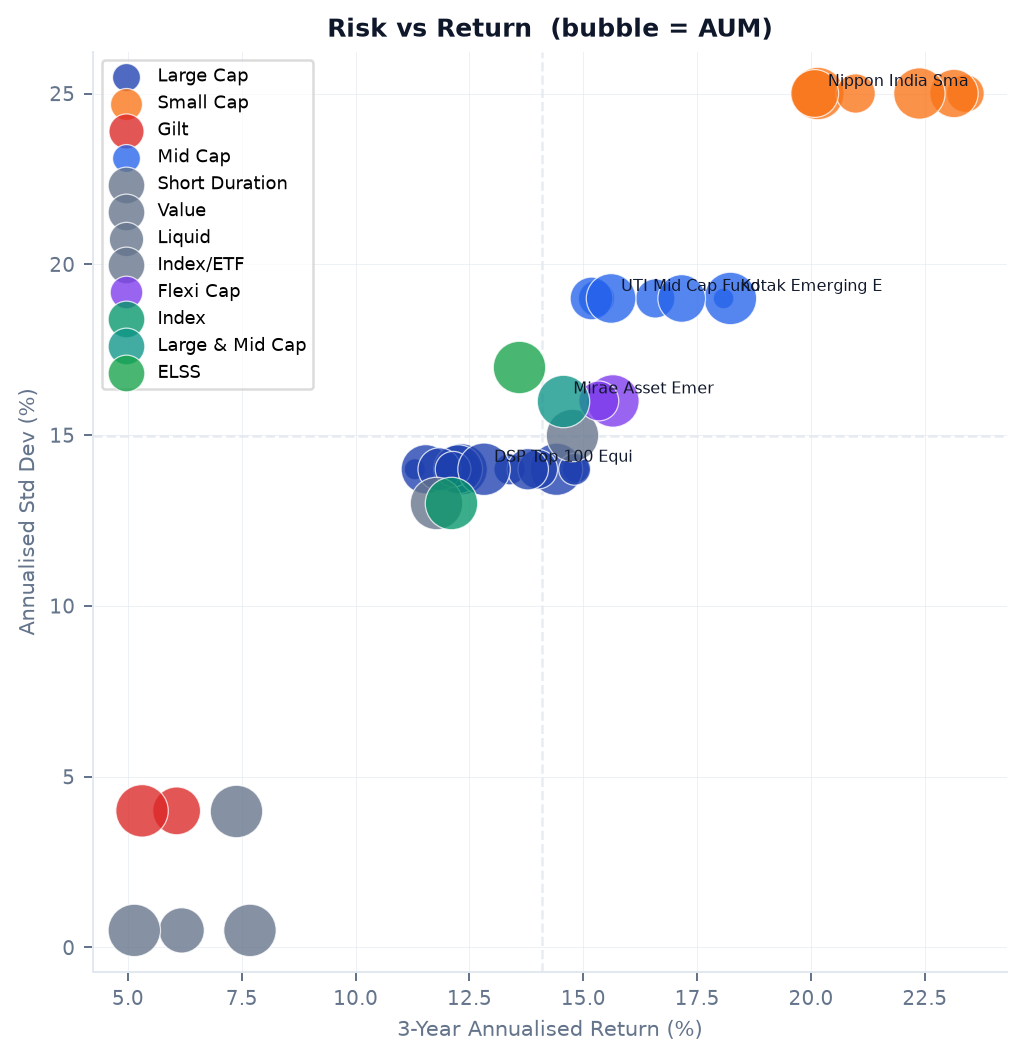 Risk vs Return (bubble = AUM)
Large Cap
Small Cap
Gilt
Mid Cap
Short Duration
Value
Liquid
Index/ETF
Flexi Cap
Index
Large & Mid Cap
ELSS
Nippon India Sma
UTI Mid Cap Fund
Kotak Emerging E
Mirae Asset Emer
DSP Top 100 Equi
Annualised Std Dev (%)
25
20
15
10
5
0
5.0
7.5
10.0
12.5
15.0
17.5
20.0
22.5
3-Year Annualised Return (%)